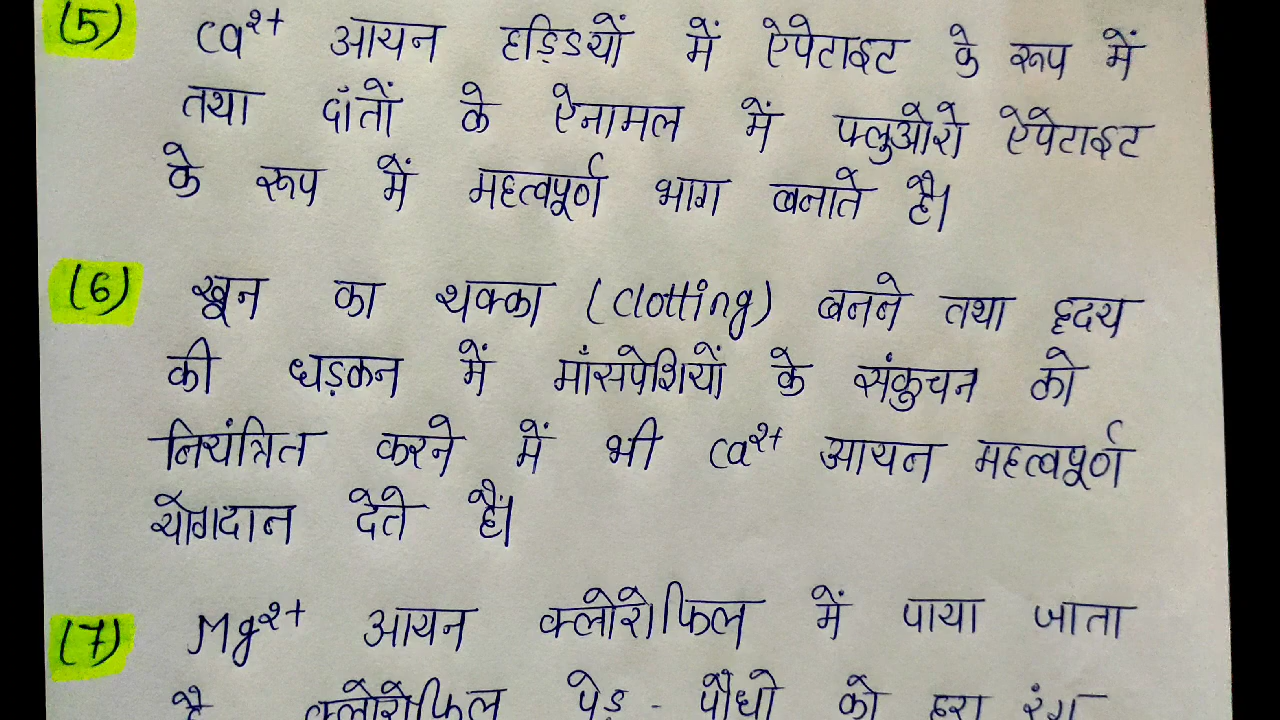 (5) Ca²⁺ आयन हड्डियों में ऐपेटाइट के रूप में
तथा दाँतों के ऐनामल में फ्लुओरो ऐपेटाइट
के रूप में महत्वपूर्ण भाग बनाते है।
(6) खून का थक्का (Clotting) बनने तथा हृदय
की धड़कन में माँसपेशियों के संकुचन को
नियंत्रित करने में भी Ca²⁺ आयन महत्वपूर्ण
योगदान देते हैं।
(7) Mg²⁺ आयन क्लोरोफिल में पाया जाता
है क्लोरोफिल पेड़ - पौधो को हरा रंग